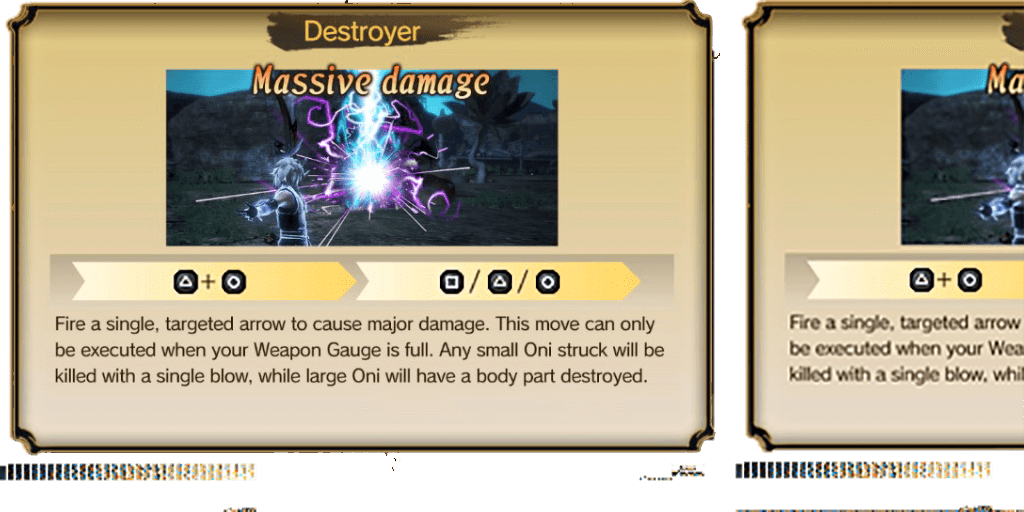 Destroyer
Massive damage
△ + ○
□ / △ / ○
Fire a single, targeted arrow to cause major damage. This move can only
be executed when your Weapon Gauge is full. Any small Oni struck will be
killed with a single blow, while large Oni will have a body part destroyed.
Ma
△ + ○
Fire a single, targeted arrow
be executed when your Wea
killed with a single blow, whil